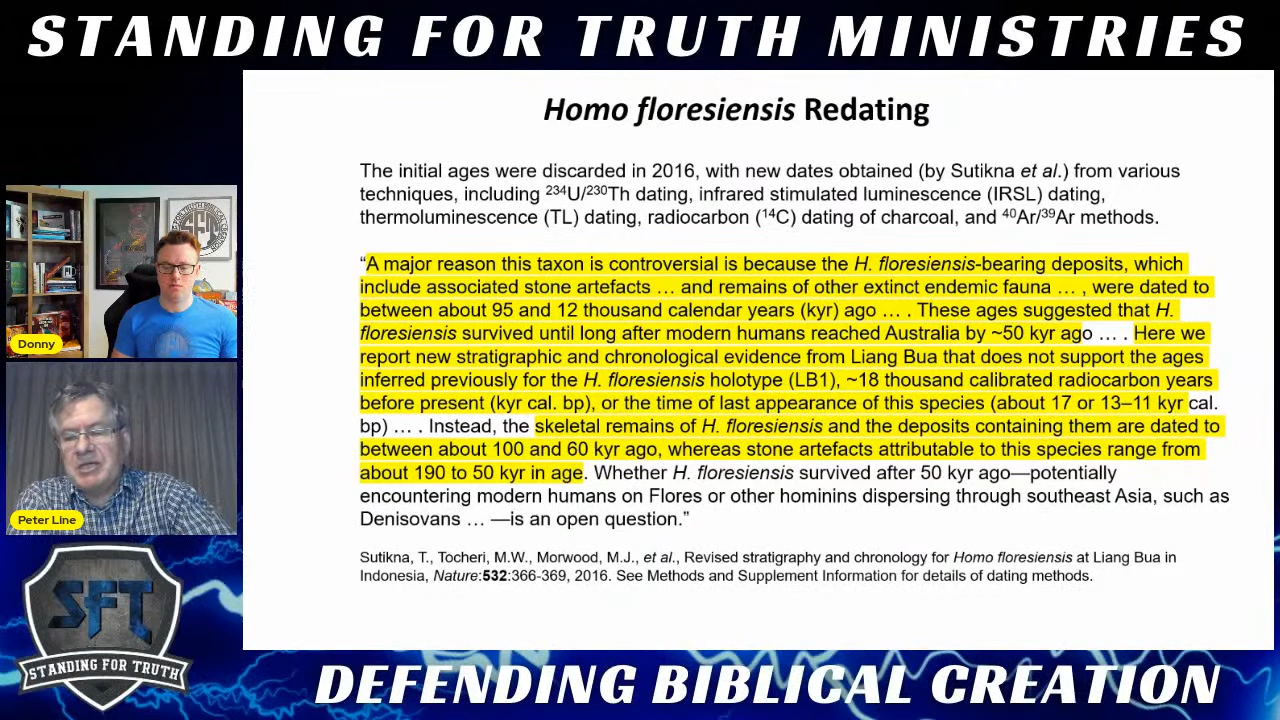 STANDING FOR TRUTH MINISTRIES
Homo floresiensis Redating
The initial ages were discarded in 2016, with new dates obtained (by Sutikna et al.) from various
techniques, including ²³⁴U/²³⁰Th dating, infrared stimulated luminescence (IRSL) dating,
thermoluminescence (TL) dating, radiocarbon (¹⁴C) dating of charcoal, and ⁴⁰Ar/³⁹Ar methods.
“A major reason this taxon is controversial is because the H. floresiensis-bearing deposits, which
include associated stone artefacts … and remains of other extinct endemic fauna … , were dated to
between about 95 and 12 thousand calendar years (kyr) ago … . These ages suggested that H.
floresiensis survived until long after modern humans reached Australia by ~50 kyr ago … . Here we
report new stratigraphic and chronological evidence from Liang Bua that does not support the ages
inferred previously for the H. floresiensis holotype (LB1), ~18 thousand calibrated radiocarbon years
before present (kyr cal. bp), or the time of last appearance of this species (about 17 or 13–11 kyr cal.
bp) … . Instead, the skeletal remains of H. floresiensis and the deposits containing them are dated to
between about 100 and 60 kyr ago, whereas stone artefacts attributable to this species range from
about 190 to 50 kyr in age. Whether H. floresiensis survived after 50 kyr ago—potentially
encountering modern humans on Flores or other hominins dispersing through southeast Asia, such as
Denisovans … —is an open question.”
Sutikna, T., Tocheri, M.W., Morwood, M.J., et al., Revised stratigraphy and chronology for Homo floresiensis at Liang Bua in
Indonesia, Nature:532:366-369, 2016. See Methods and Supplement Information for details of dating methods.
Donny
Peter Line
SFT
STANDING FOR TRUTH
DEFENDING BIBLICAL CREATION